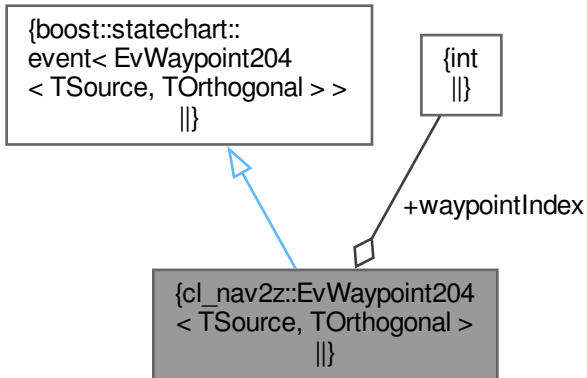 {boost::statechart::
event< EvWaypoint204
< TSource, TOrthogonal > >
||}
{int
||}
+waypointIndex
{cl_nav2z::EvWaypoint204
< TSource, TOrthogonal >
||}